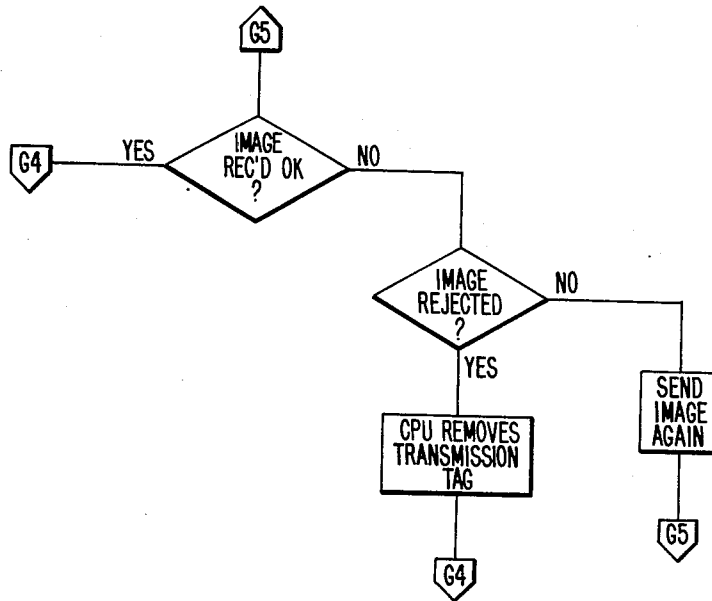 G5
IMAGE
REC'D OK
?
YES
NO
G4
IMAGE
REJECTED
?
NO
YES
CPU REMOVES
TRANSMISSION
TAG
SEND
IMAGE
AGAIN
G4
G5